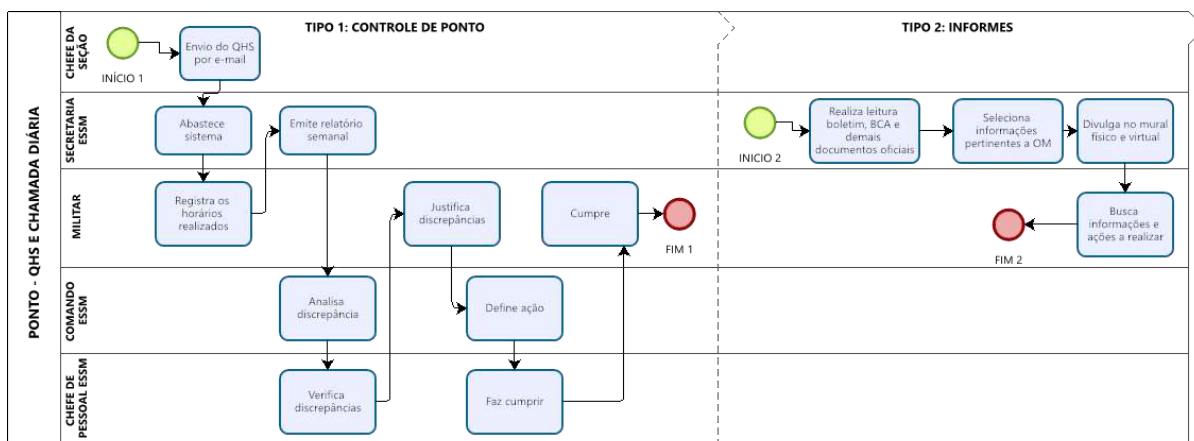 PONTO - QHS E CHAMADA DIÁRIA
TIPO 1: CONTROLE DE PONTO
TIPO 2: INFORMES
CHEFE DA
SEÇÃO
INÍCIO 1
Envio do QHS
por e-mail
SECRETARIA
ESSM
Abastece
sistema
Emite relatório
semanal
INICIO 2
Realiza leitura
boletim, BCA e
demais
documentos oficiais
Seleciona
informações
pertinentes a OM
Divulga no mural
físico e virtual
MILITAR
Registra os
horários
realizados
Justifica
discrepâncias
Cumpre
FIM 1
FIM 2
Busca
informações e
ações a realizar
COMANDO
ESSM
Analisa
discrepância
Define ação
CHEFE DE
PESSOAL ESSM
Verifica
discrepâncias
Faz cumprir